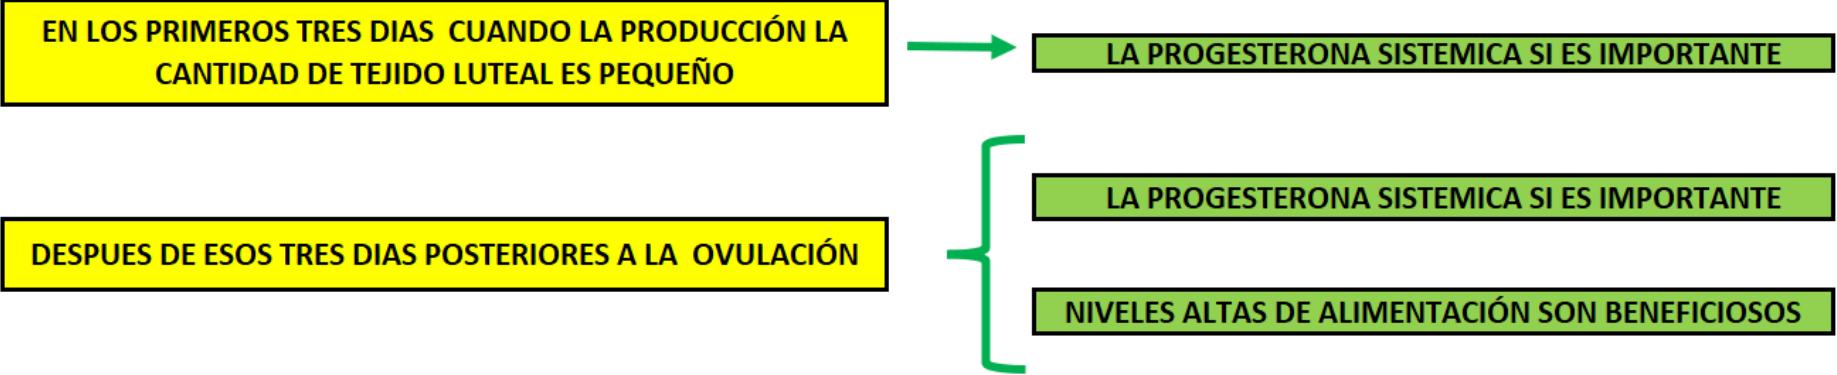 EN LOS PRIMEROS TRES DIAS CUANDO LA PRODUCCIÓN LA
CANTIDAD DE TEJIDO LUTEAL ES PEQUEÑO
LA PROGESTERONA SISTEMICA SI ES IMPORTANTE
DESPUES DE ESOS TRES DIAS POSTERIORES A LA OVULACIÓN
LA PROGESTERONA SISTEMICA SI ES IMPORTANTE
NIVELES ALTAS DE ALIMENTACIÓN SON BENEFICIOSOS